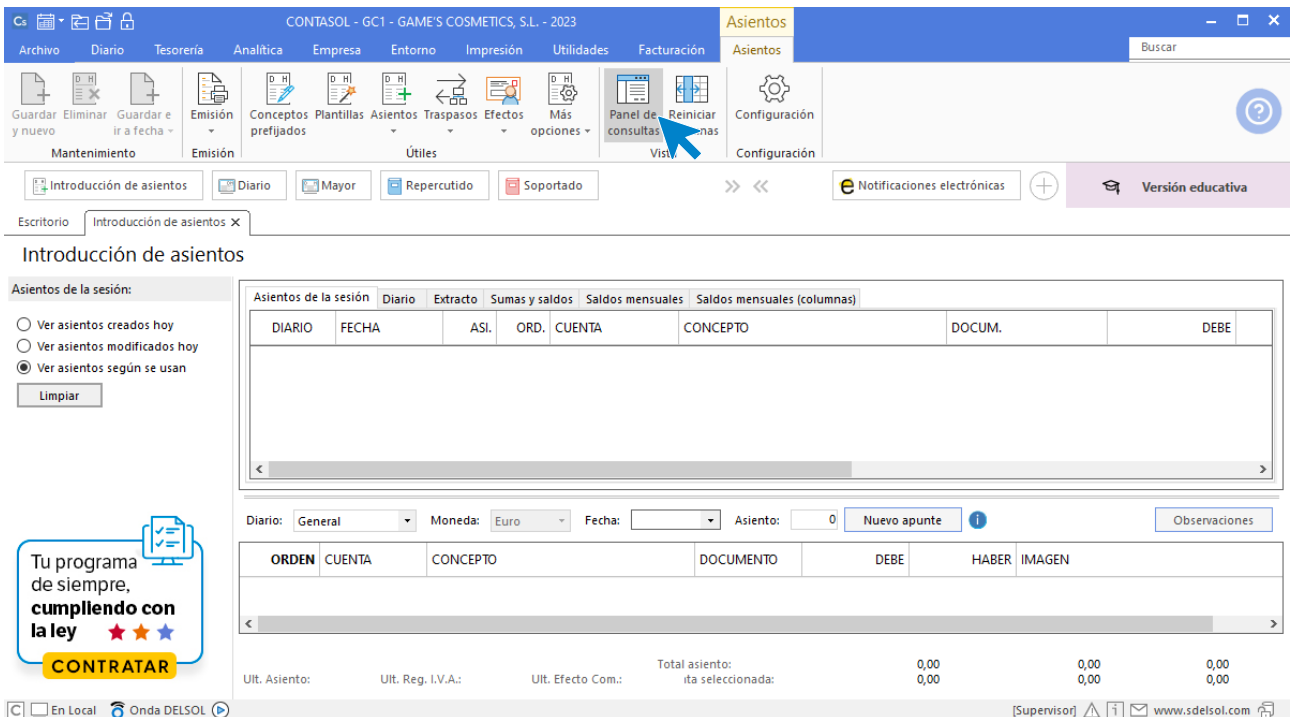 Cs CONTASOL - GC1 - GAME'S COSMETICS, S.L. - 2023 Asientos
Archivo Diario Tesorería Analítica Empresa Entorno Impresión Utilidades Facturación Asientos Buscar
D H D H D H D H D H
Guardar Eliminar Guardar e Emisión Conceptos Plantillas Asientos Traspasos Efectos Más Panel de Reiniciar Configuración
y nuevo ir a fecha prefijados opciones consultas
Mantenimiento Emisión Útiles Configuración
Introducción de asientos Diario Mayor Repercutido Soportado >> << e Notificaciones electrónicas Versión educativa
Escritorio Introducción de asientos X
Introducción de asientos
Asientos de la sesión:
Asientos de la sesión Diario Extracto Sumas y saldos Saldos mensuales Saldos mensuales (columnas)
Ver asientos creados hoy
DIARIO FECHA ASI. ORD. CUENTA CONCEPTO DOCUM. DEBE
Ver asientos modificados hoy
Ver asientos según se usan
Limpiar
Diario: General Moneda: Euro Fecha: Asiento: 0 Nuevo apunte i Observaciones
ORDEN CUENTA CONCEPTO DOCUMENTO DEBE HABER IMAGEN
Tu programa
de siempre,
cumpliendo con
la ley
CONTRATAR
Total asiento: 0,00 0,00 0,00
Ult. Asiento: Ult. Reg. I.V.A.: Ult. Efecto Com.: ita seleccionada: 0,00 0,00 0,00
C En Local Onda DELSOL [Supervisor] i www.sdelsol.com